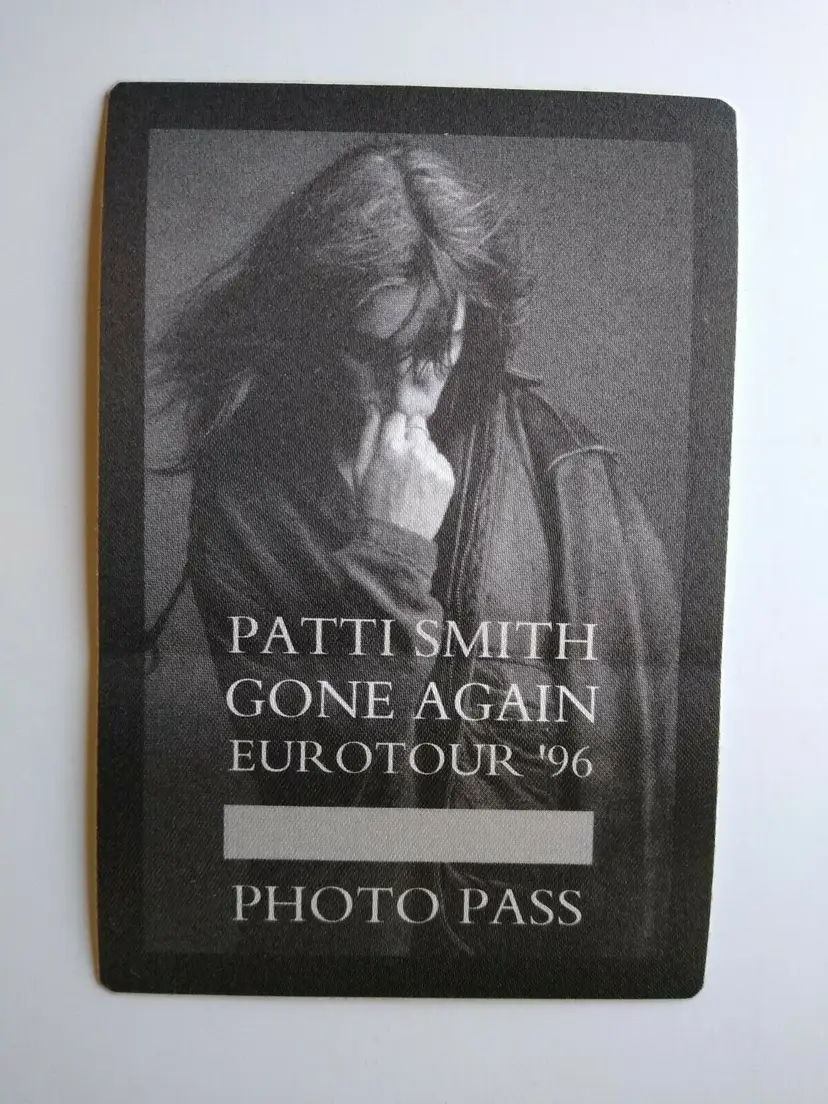 PATTI SMITH
GONE AGAIN
EUROTOUR '96
PHOTO PASS